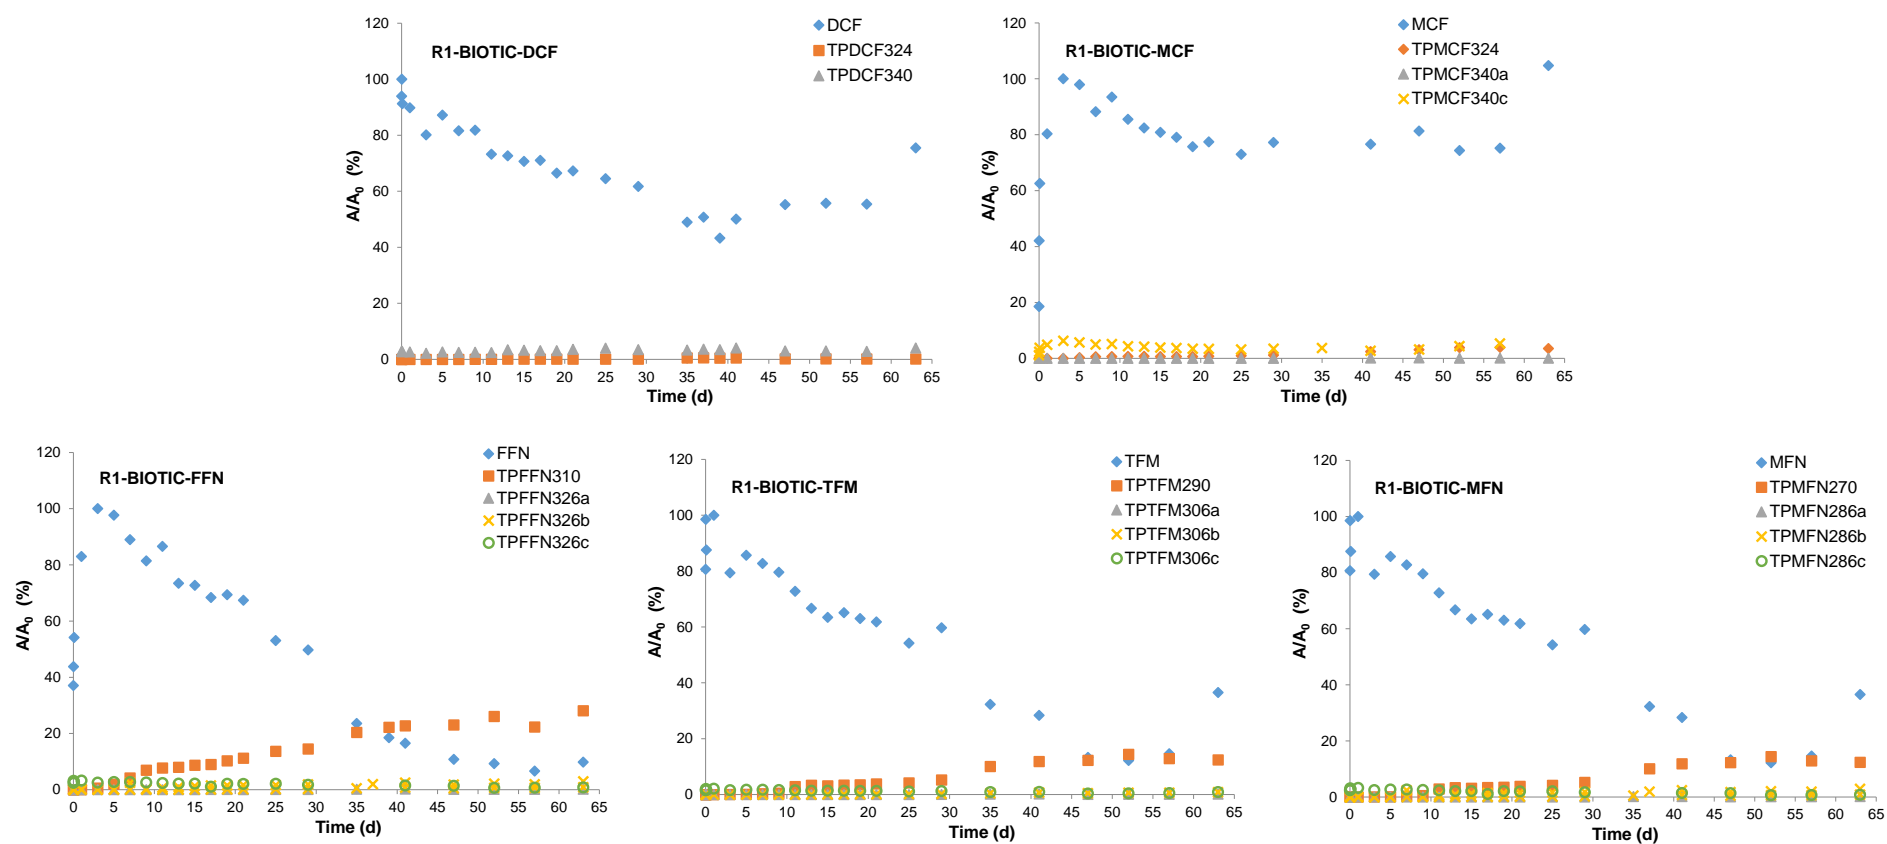 R1-BIOTIC-DCF
DCF
TPDCF324
TPDCF340
A/A0 (%)
120
100
80
60
40
20
0
0 5 10 15 20 25 30 35 40 45 50 55 60 65
Time (d)
R1-BIOTIC-MCF
MCF
TPMCF324
TPMCF340a
TPMCF340c
A/A0 (%)
120
100
80
60
40
20
0
0 5 10 15 20 25 30 35 40 45 50 55 60 65
Time (d)
R1-BIOTIC-FFN
FFN
TPFFN310
TPFFN326a
TPFFN326b
TPFFN326c
A/A0 (%)
120
100
80
60
40
20
0
0 5 10 15 20 25 30 35 40 45 50 55 60 65
Time (d)
R1-BIOTIC-TFM
TFM
TPTFM290
TPTFM306a
TPTFM306b
TPTFM306c
A/A0 (%)
120
100
80
60
40
20
0
0 5 10 15 20 25 30 35 40 45 50 55 60 65
Time (d)
R1-BIOTIC-MFN
MFN
TPMFN270
TPMFN286a
TPMFN286b
TPMFN286c
A/A0 (%)
120
100
80
60
40
20
0
0 5 10 15 20 25 30 35 40 45 50 55 60 65
Time (d)